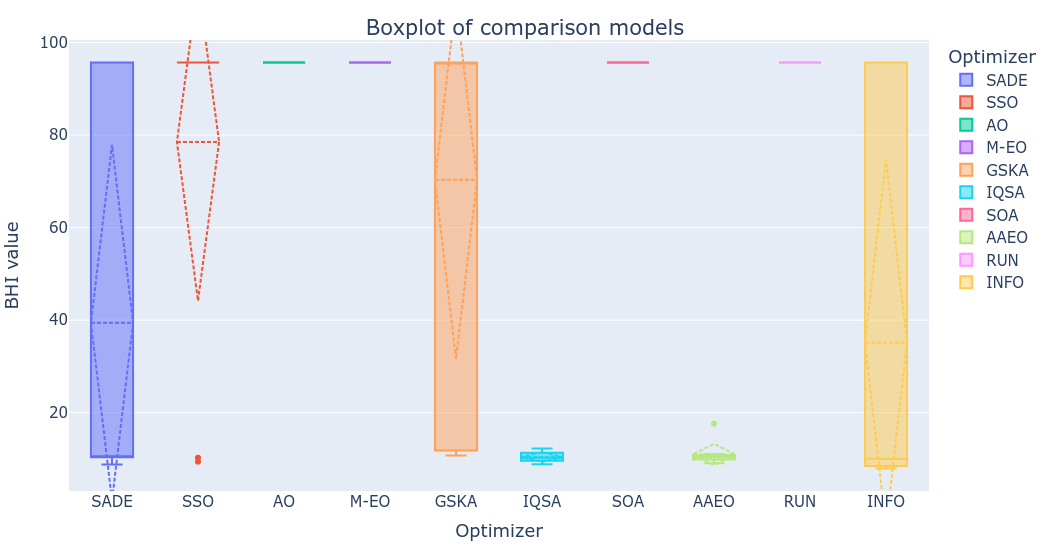 Boxplot of comparison models
BHI value
100
80
60
40
20
SADE
SSO
AO
M-EO
GSKA
IQSA
SOA
AAEO
RUN
INFO
Optimizer
Optimizer
SADE
SSO
AO
M-EO
GSKA
IQSA
SOA
AAEO
RUN
INFO